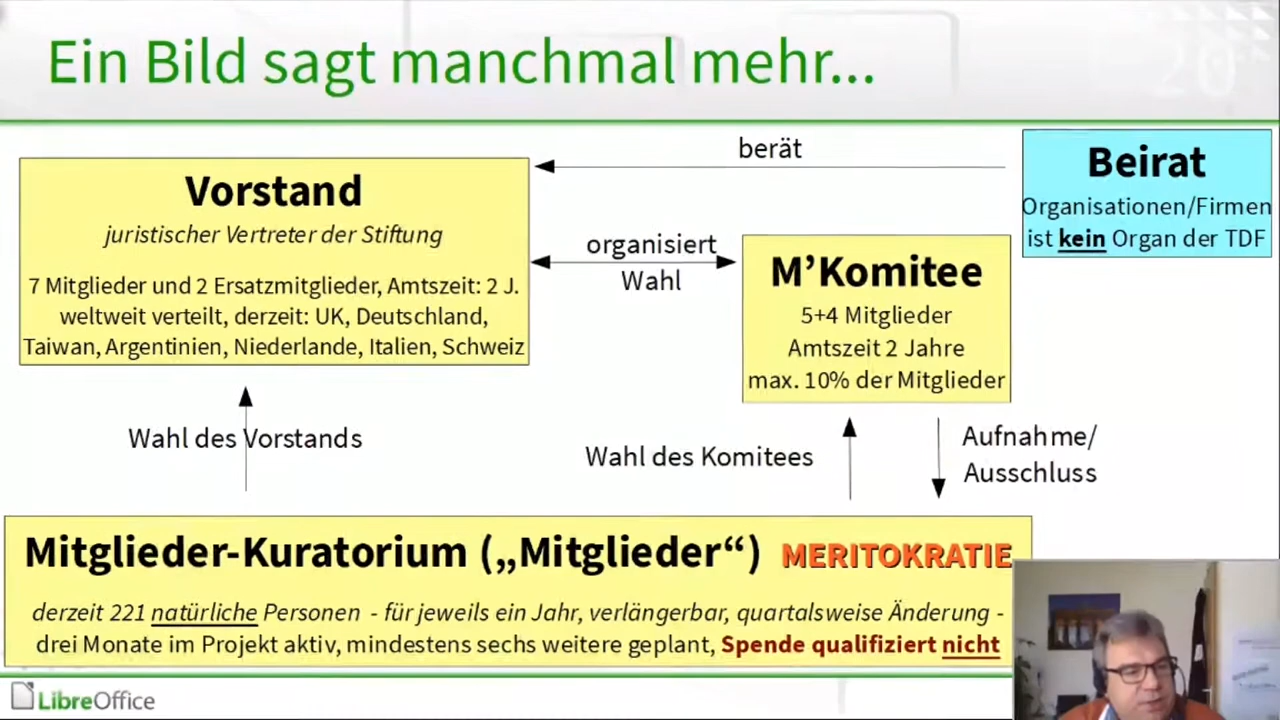 Ein Bild sagt manchmal mehr...
berät
Beirat
Organisationen/Firmen
ist kein Organ der TDF
Vorstand
juristischer Vertreter der Stiftung
7 Mitglieder und 2 Ersatzmitglieder, Amtszeit: 2 J.
weltweit verteilt, derzeit: UK, Deutschland,
Taiwan, Argentinien, Niederlande, Italien, Schweiz
organisiert
Wahl
M’Komitee
5+4 Mitglieder
Amtszeit 2 Jahre
max. 10% der Mitglieder
Wahl des Vorstands
Wahl des Komitees
Aufnahme/
Ausschluss
Mitglieder-Kuratorium („Mitglieder“) MERITOKRATIE
derzeit 221 natürliche Personen - für jeweils ein Jahr, verlängerbar, quartalsweise Änderung -
drei Monate im Projekt aktiv, mindestens sechs weitere geplant, Spende qualifiziert nicht
LibreOffice